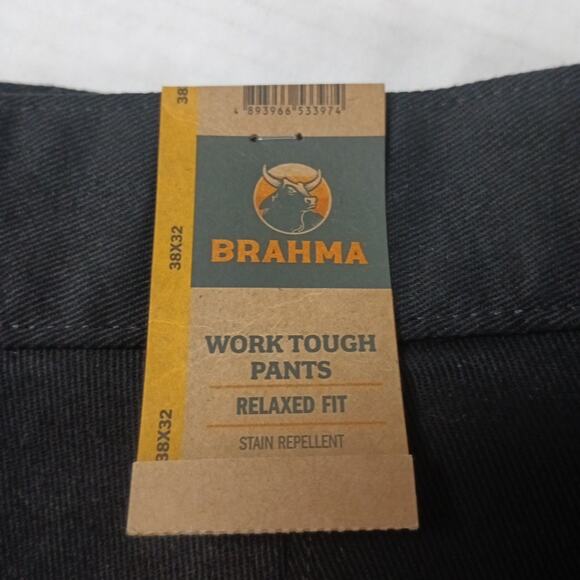 38
4 893966 533974
38X32
BRAHMA
WORK TOUGH
PANTS
RELAXED FIT
38X32
STAIN REPELLENT